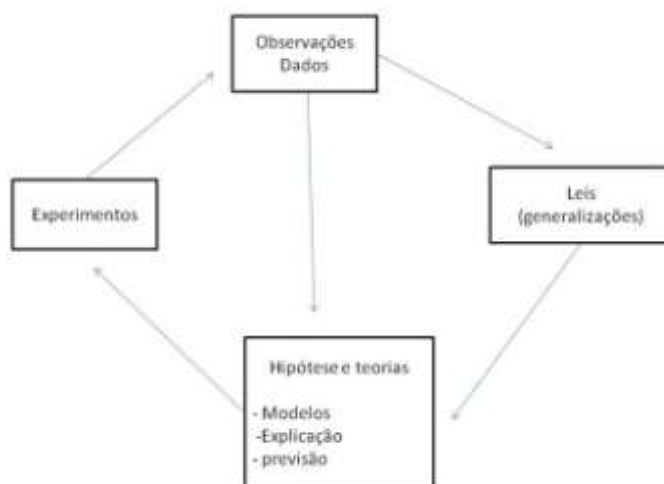 Observações
Dados
Experimentos
Leis
(generalizações)
Hipótese e teorias
- Modelos
-Explicação
- previsão